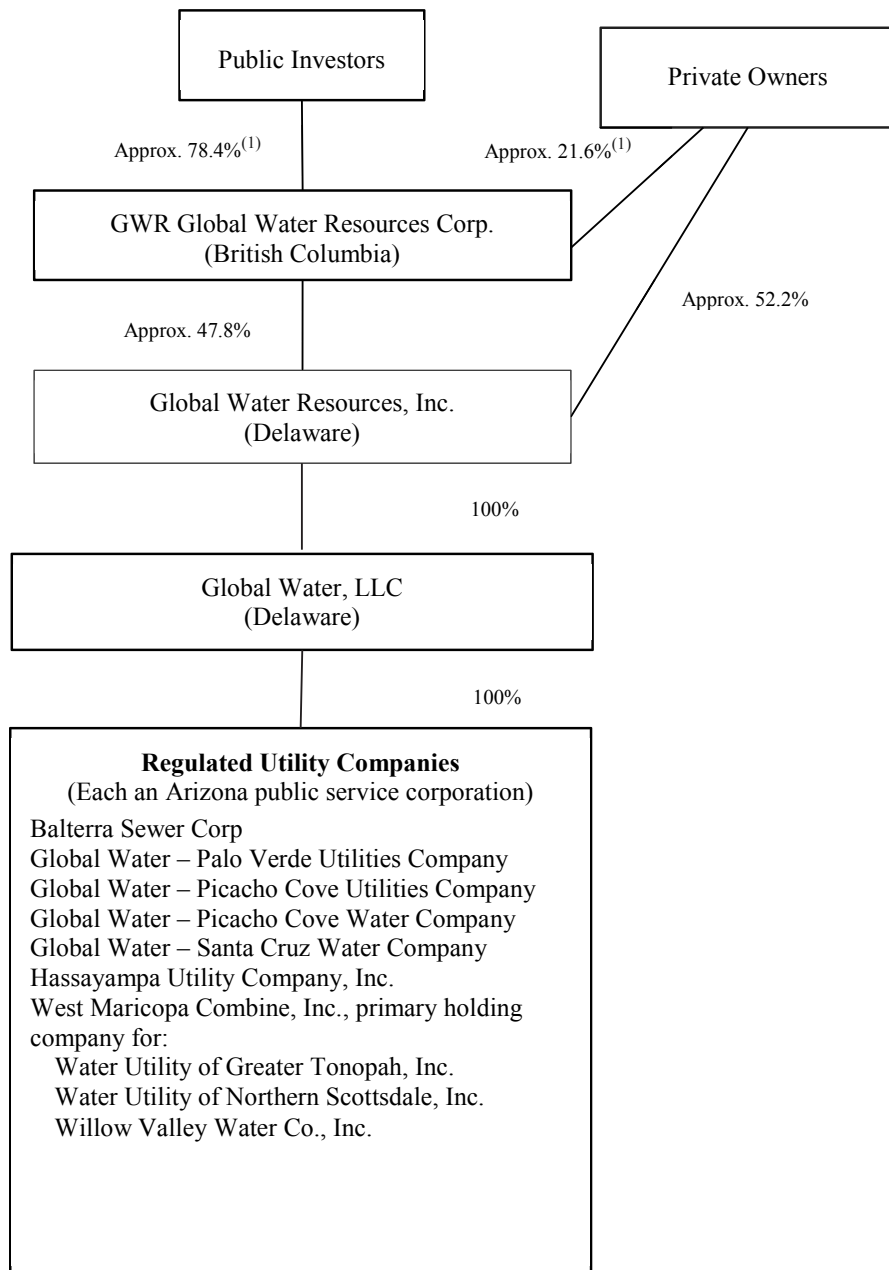 Public Investors
Private Owners
Approx. 78.4%(1)
Approx. 21.6%(1)
GWR Global Water Resources Corp.
(British Columbia)
Approx. 52.2%
Approx. 47.8%
Global Water Resources, Inc.
(Delaware)
100%
Global Water, LLC
(Delaware)
100%
Regulated Utility Companies
(Each an Arizona public service corporation)
Balterra Sewer Corp
Global Water – Palo Verde Utilities Company
Global Water – Picacho Cove Utilities Company
Global Water – Picacho Cove Water Company
Global Water – Santa Cruz Water Company
Hassayampa Utility Company, Inc.
West Maricopa Combine, Inc., primary holding
company for:
Water Utility of Greater Tonopah, Inc.
Water Utility of Northern Scottsdale, Inc.
Willow Valley Water Co., Inc.